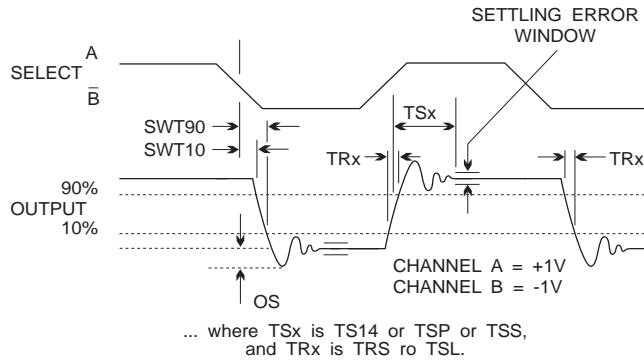 SETTLING ERROR
WINDOW
A
SELECT
B̅
TSx
SWT90
SWT10
TRx
TRx
90%
OUTPUT
10%
OS
CHANNEL A = +1V
CHANNEL B = -1V
... where TSx is TS14 or TSP or TSS,
and TRx is TRS ro TSL.